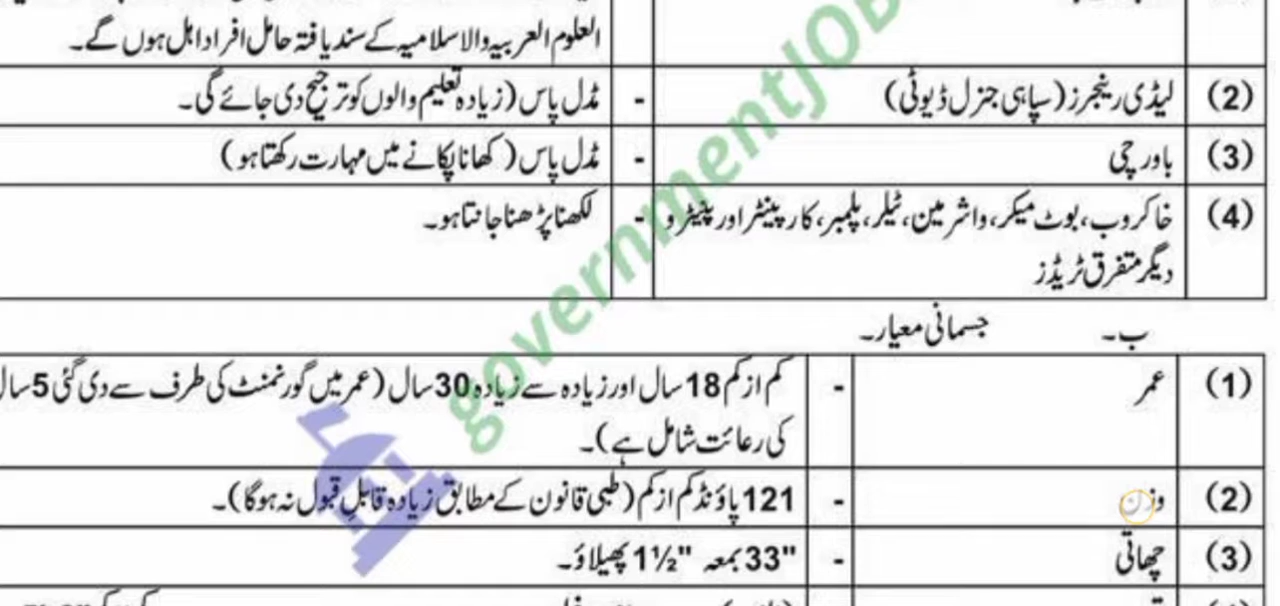 العلوم العربیہ والاسلامیہ کے سند یافتہ حامل افراد اہل ہوں گے۔
(2) لیڈی رینجرز (سپاہی جنرل ڈیوٹی) - مڈل پاس (زیادہ تعلیم والوں کو ترجیح دی جائے گی۔
(3) باورچی - مڈل پاس (کھانا پکانے میں مہارت رکھتا ہو)
(4) خاکروب، بوٹ میکر، واشرمین، ٹیلر، پلمبر، کارپینٹر اور پینٹر و - لکھنا پڑھنا جانتا ہو۔
دیگر متفرق ٹریڈز
ب۔ جسمانی معیار۔
(1) عمر - کم از کم 18 سال اور زیادہ سے زیادہ 30 سال (عمر میں گورنمنٹ کی طرف سے دی گئی 5 سال
کی رعائت شامل ہے)۔
(2) وزن - 121 پاؤنڈ کم از کم (طبی قانون کے مطابق زیادہ قابلِ قبول نہ ہوگا)۔
(3) چھاتی - "33 بمعہ "1½ پھیلاؤ۔
governmentJOB